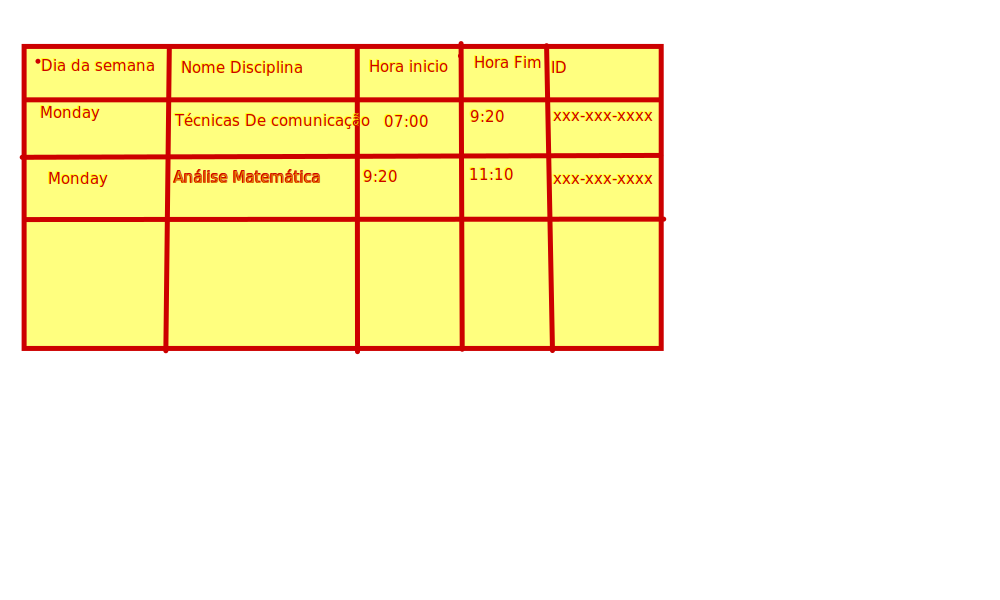 Dia da semana Nome Disciplina Hora inicio Hora Fim ID
Monday Técnicas De comunicação 07:00 9:20 xxx-xxx-xxxx
Monday Análise Matemática 9:20 11:10 xxx-xxx-xxxx